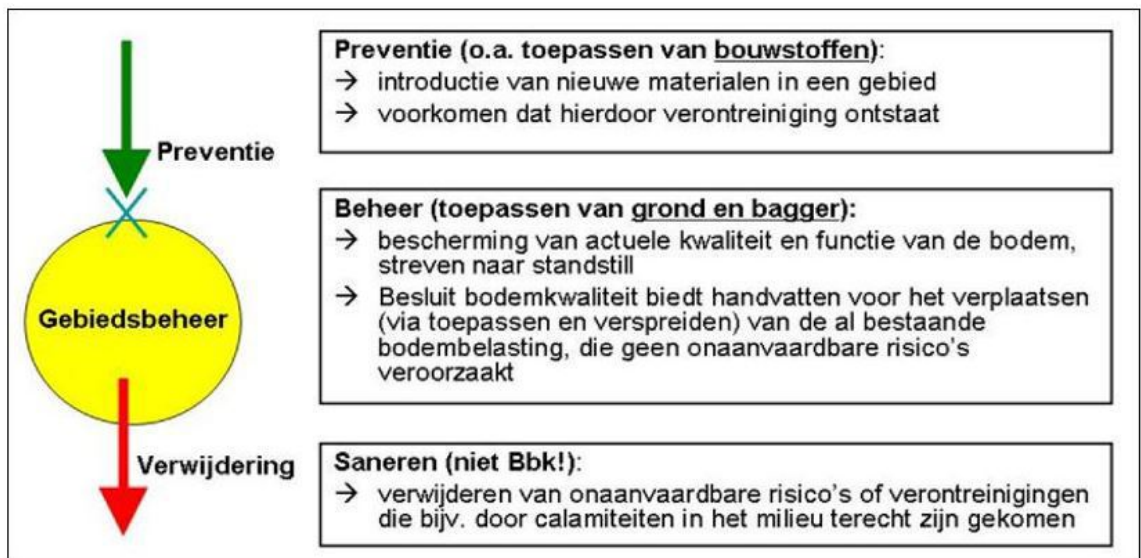 Preventie
Gebiedsbeheer
Verwijdering
Preventie (o.a. toepassen van bouwstoffen):
→ introductie van nieuwe materialen in een gebied
→ voorkomen dat hierdoor verontreiniging ontstaat
Beheer (toepassen van grond en bagger):
→ bescherming van actuele kwaliteit en functie van de bodem,
streven naar standstill
→ Besluit bodemkwaliteit biedt handvatten voor het verplaatsen
(via toepassen en verspreiden) van de al bestaande
bodembelasting, die geen onaanvaardbare risico's
veroorzaakt
Saneren (niet Bbk!):
→ verwijderen van onaanvaardbare risico's of verontreinigingen
die bijv. door calamiteiten in het milieu terecht zijn gekomen